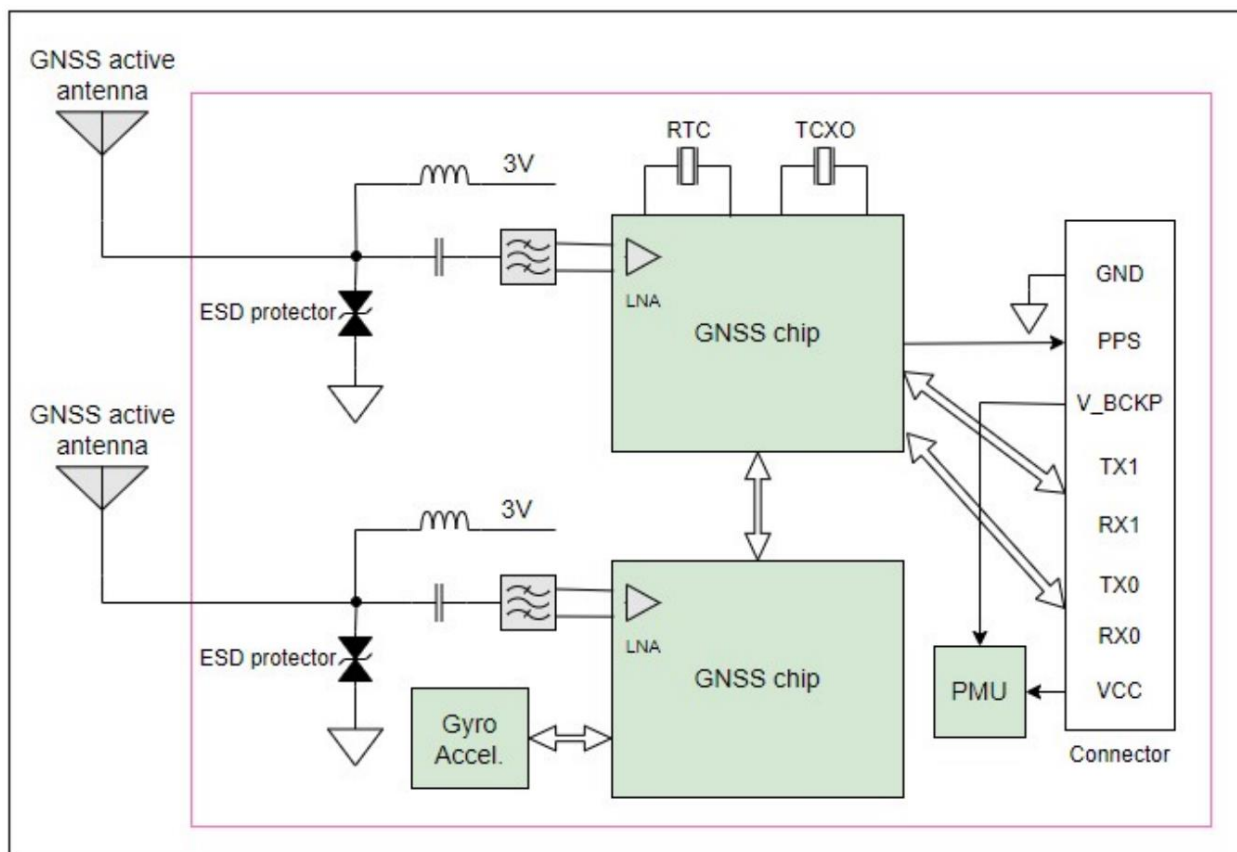 GNSS active
antenna
RTC
TCXO
3V
LNA
ESD protector
GNSS chip
GND
PPS
V_BCKP
TX1
RX1
TX0
RX0
VCC
Connector
PMU
GNSS active
antenna
3V
LNA
ESD protector
GNSS chip
Gyro
Accel.